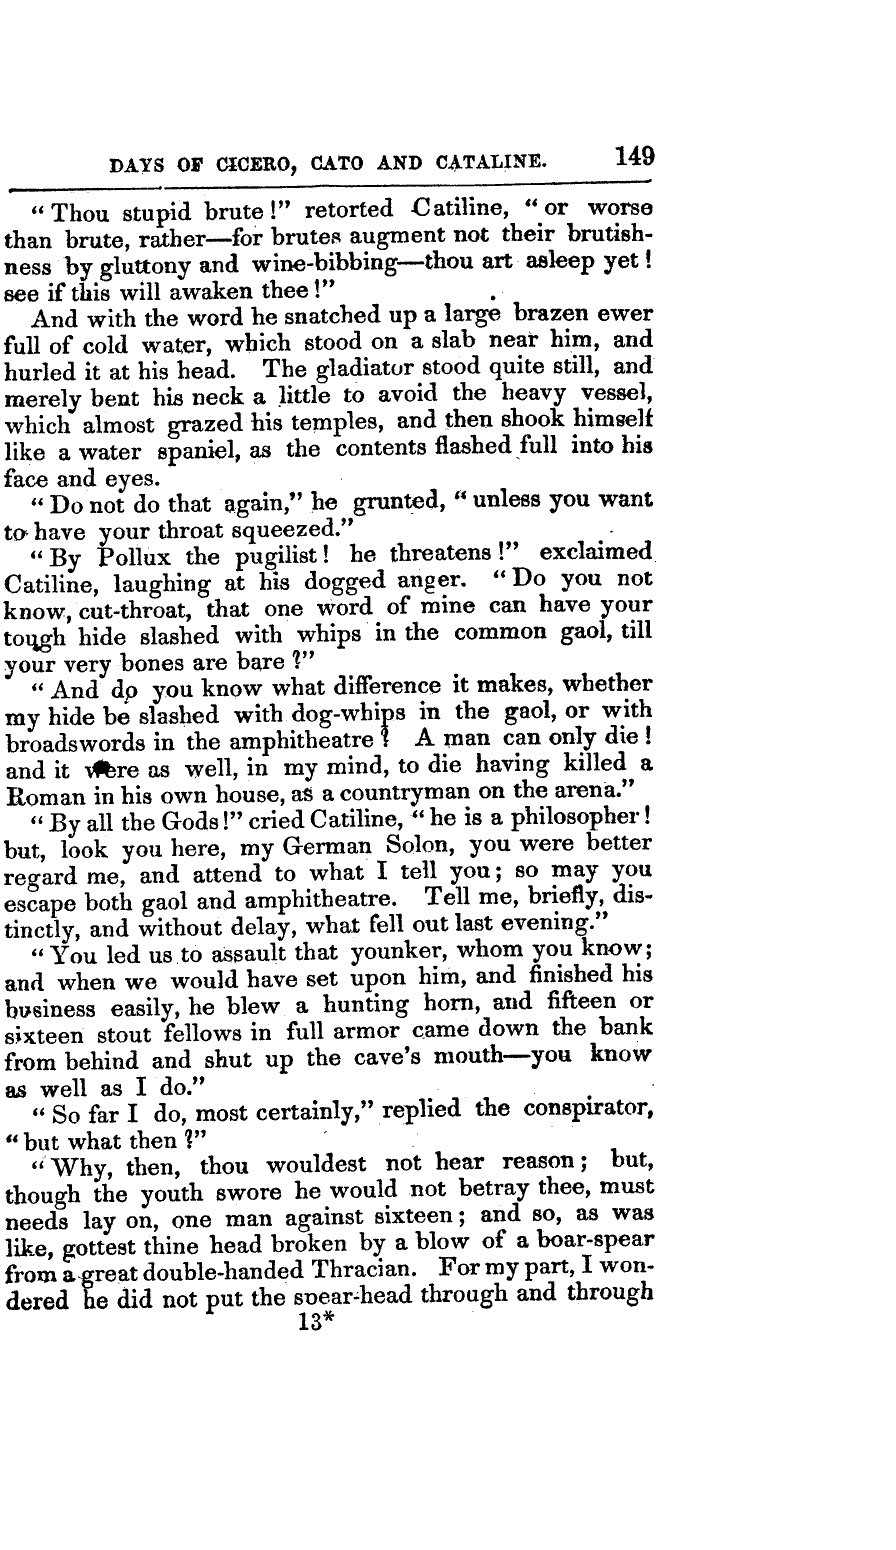 DAYS OF CICERO, CATO AND CATALINE. 149
“ Thou stupid brute !” retorted Catiline, “ or worse
than brute, rather—for brutes augment not their brutish-
ness by gluttony and wine-bibbing—thou art asleep yet !
see if this will awaken thee !”
And with the word he snatched up a large brazen ewer
full of cold water, which stood on a slab near him, and
hurled it at his head. The gladiator stood quite still, and
merely bent his neck a little to avoid the heavy vessel,
which almost grazed his temples, and then shook himself
like a water spaniel, as the contents flashed full into his
face and eyes.
“ Do not do that again,” he grunted, “ unless you want
to have your throat squeezed.”
“ By Pollux the pugilist ! he threatens !” exclaimed
Catiline, laughing at his dogged anger. “ Do you not
know, cut-throat, that one word of mine can have your
tough hide slashed with whips in the common gaol, till
your very bones are bare ?”
“ And do you know what difference it makes, whether
my hide be slashed with dog-whips in the gaol, or with
broadswords in the amphitheatre ? A man can only die !
and it were as well, in my mind, to die having killed a
Roman in his own house, as a countryman on the arena.”
“ By all the Gods !” cried Catiline, “ he is a philosopher !
but, look you here, my German Solon, you were better
regard me, and attend to what I tell you ; so may you
escape both gaol and amphitheatre. Tell me, briefly, dis-
tinctly, and without delay, what fell out last evening.”
“ You led us to assault that younker, whom you know ;
and when we would have set upon him, and finished his
business easily, he blew a hunting horn, and fifteen or
sixteen stout fellows in full armor came down the bank
from behind and shut up the cave’s mouth—you know
as well as I do.”
“ So far I do, most certainly,” replied the conspirator,
“ but what then ?”
“ Why, then, thou wouldest not hear reason ; but,
though the youth swore he would not betray thee, must
needs lay on, one man against sixteen ; and so, as was
like, gottest thine head broken by a blow of a boar-spear
from a great double-handed Thracian. For my part, I won-
dered he did not put the spear-head through and through
13*